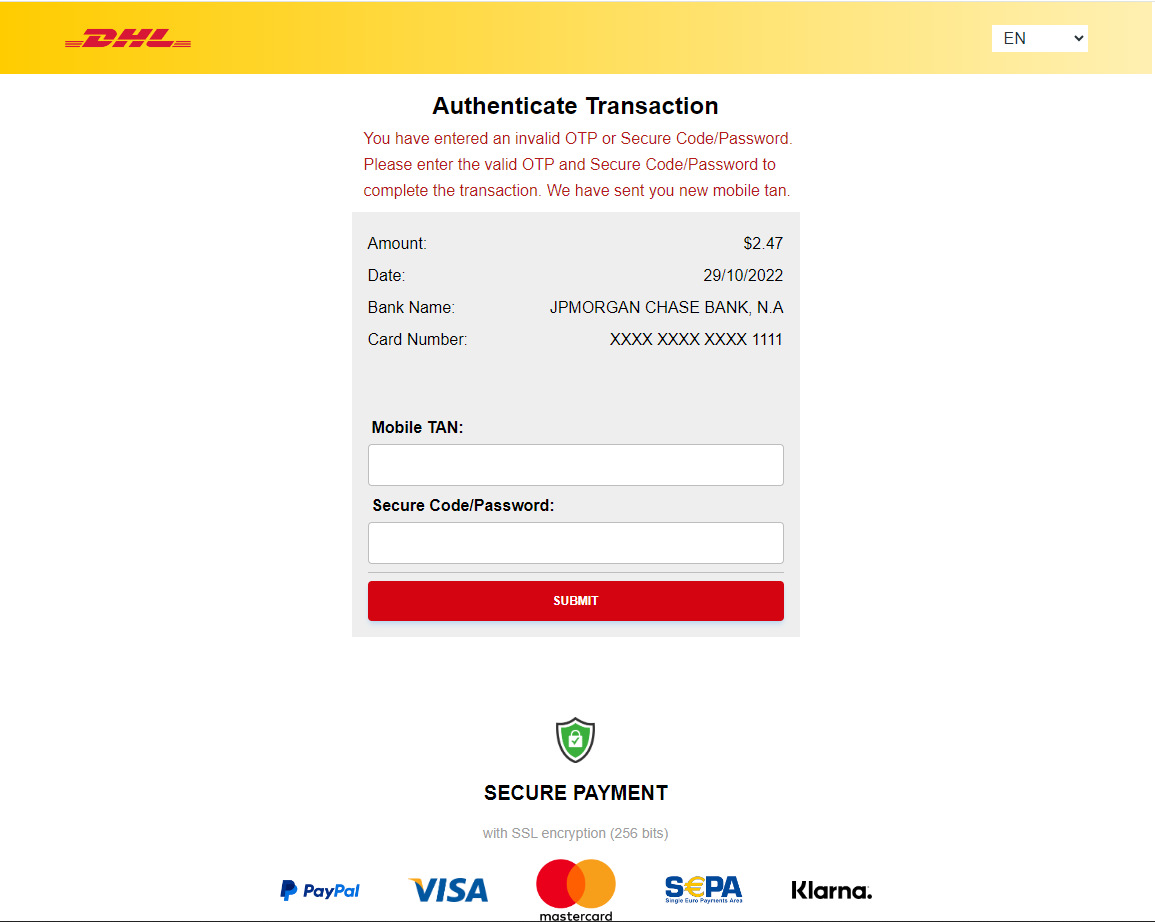 DHL
EN
Authenticate Transaction
You have entered an invalid OTP or Secure Code/Password.
Please enter the valid OTP and Secure Code/Password to
complete the transaction. We have sent you new mobile tan.
Amount: $2.47
Date: 29/10/2022
Bank Name: JPMORGAN CHASE BANK, N.A
Card Number: XXXX XXXX XXXX 1111
Mobile TAN:
Secure Code/Password:
SUBMIT
SECURE PAYMENT
with SSL encryption (256 bits)
PayPal VISA mastercard S€PA Single Euro Payments Area Klarna.